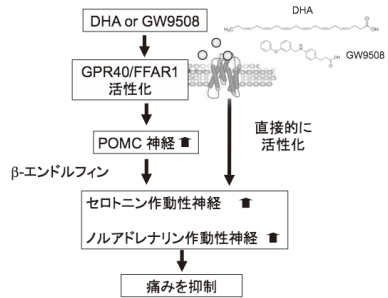 DHA or GW9508
DHA
H₃C
OH
O
GW9508
GPR40/FFAR1
活性化
直接的に
活性化
POMC 神経
β-エンドルフィン
セロトニン作動性神経
ノルアドレナリン作動性神経
痛みを抑制